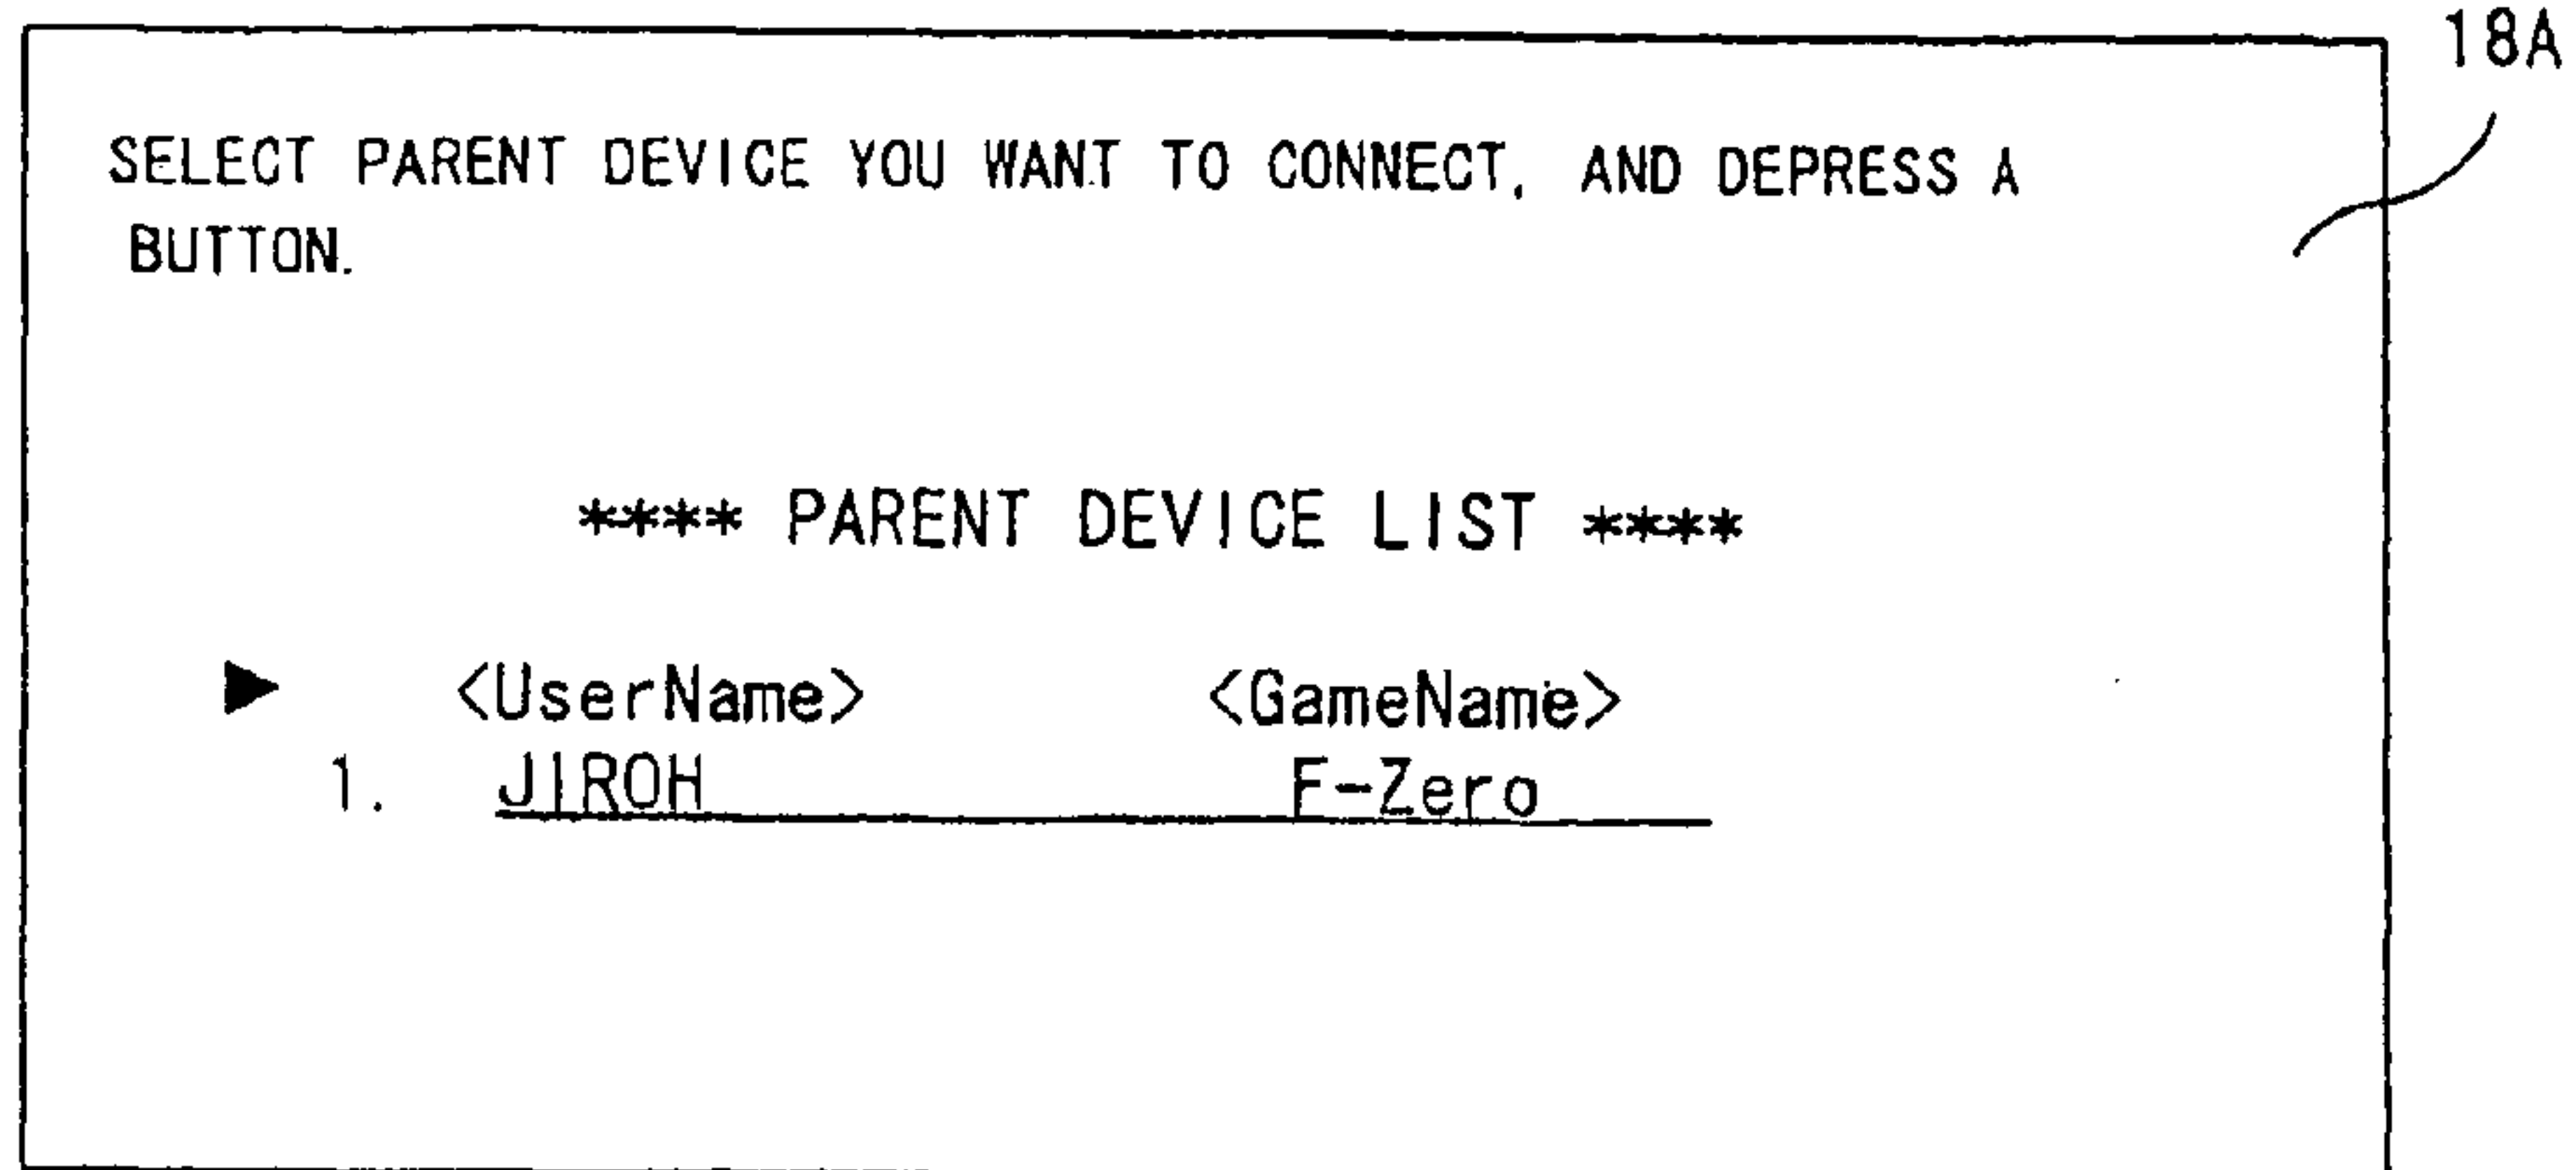 18A
SELECT PARENT DEVICE YOU WANT TO CONNECT, AND DEPRESS A
BUTTON.
**** PARENT DEVICE LIST ****
▶ <UserName> <GameName>
1. JIROH F-Zero